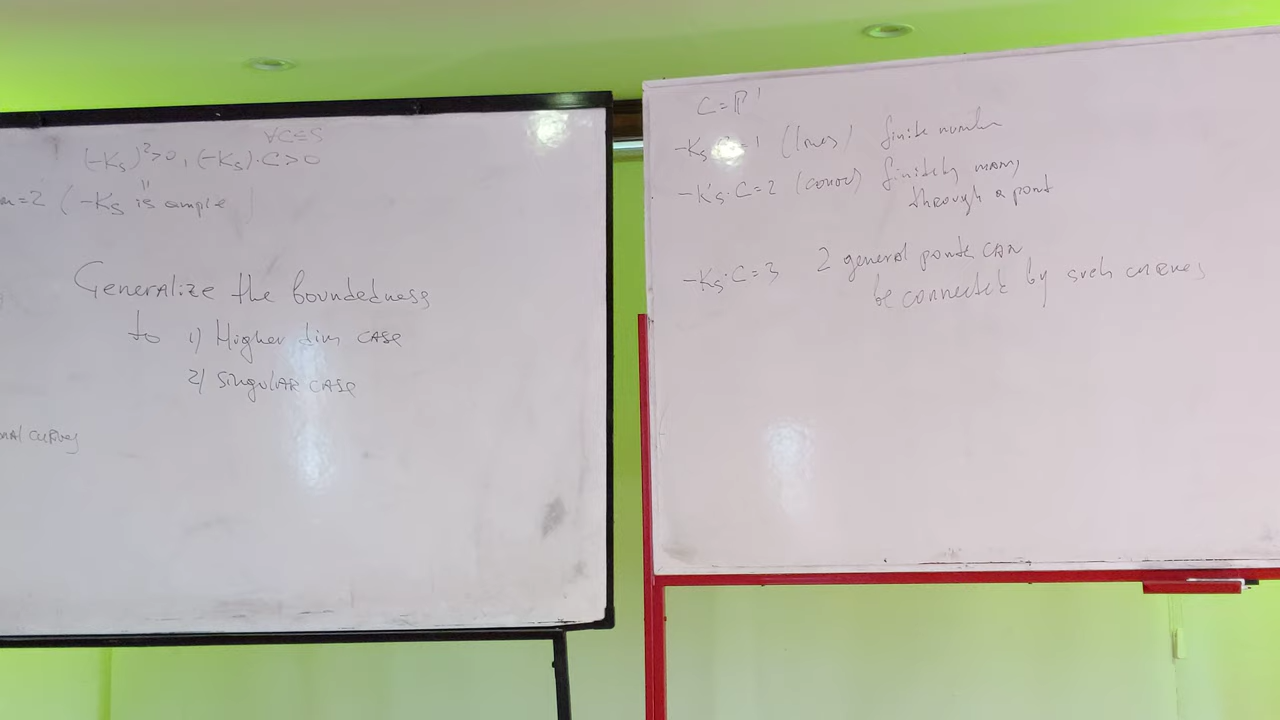 ∀C⊆S
(-K_S)²>0, (-K_S)·C>0
m=2 (-K_S is ample)
Generalize the boundedness
to 1) Higher dim CASE
2) Singular CASE
nal curves
C=ℙ¹
-K_S =1 (lines) finite number
-K_S·C=2 (conics) finitely many
through a point
-K_S·C=3 2 general points can
be connected by such curves